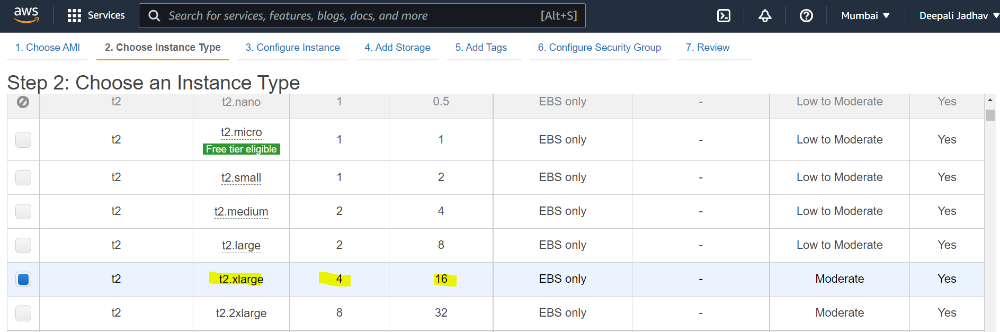 aws Services Search for services, features, blogs, docs, and more [Alt+S] Mumbai Deepali Jadhav
1. Choose AMI 2. Choose Instance Type 3. Configure Instance 4. Add Storage 5. Add Tags 6. Configure Security Group 7. Review
Step 2: Choose an Instance Type
t2 t2.nano 1 0.5 EBS only - Low to Moderate Yes
t2 t2.micro 1 1 EBS only - Low to Moderate Yes
Free tier eligible
t2 t2.small 1 2 EBS only - Low to Moderate Yes
t2 t2.medium 2 4 EBS only - Low to Moderate Yes
t2 t2.large 2 8 EBS only - Low to Moderate Yes
t2 t2.xlarge 4 16 EBS only - Moderate Yes
t2 t2.2xlarge 8 32 EBS only - Moderate Yes